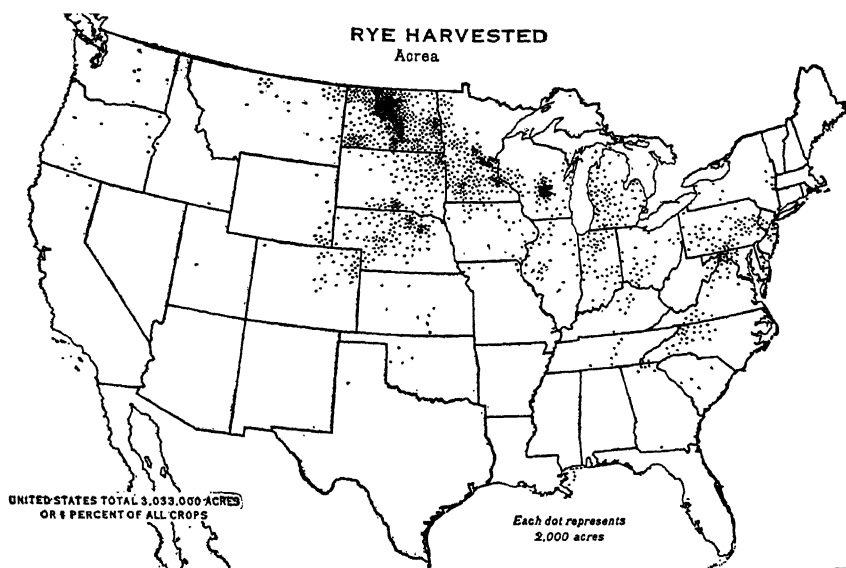 RYE HARVESTED
Acrea
UNITED STATES TOTAL 3,033,000 ACRES
OR PERCENT OF ALL CROPS
Each dot represents
2,000 acres